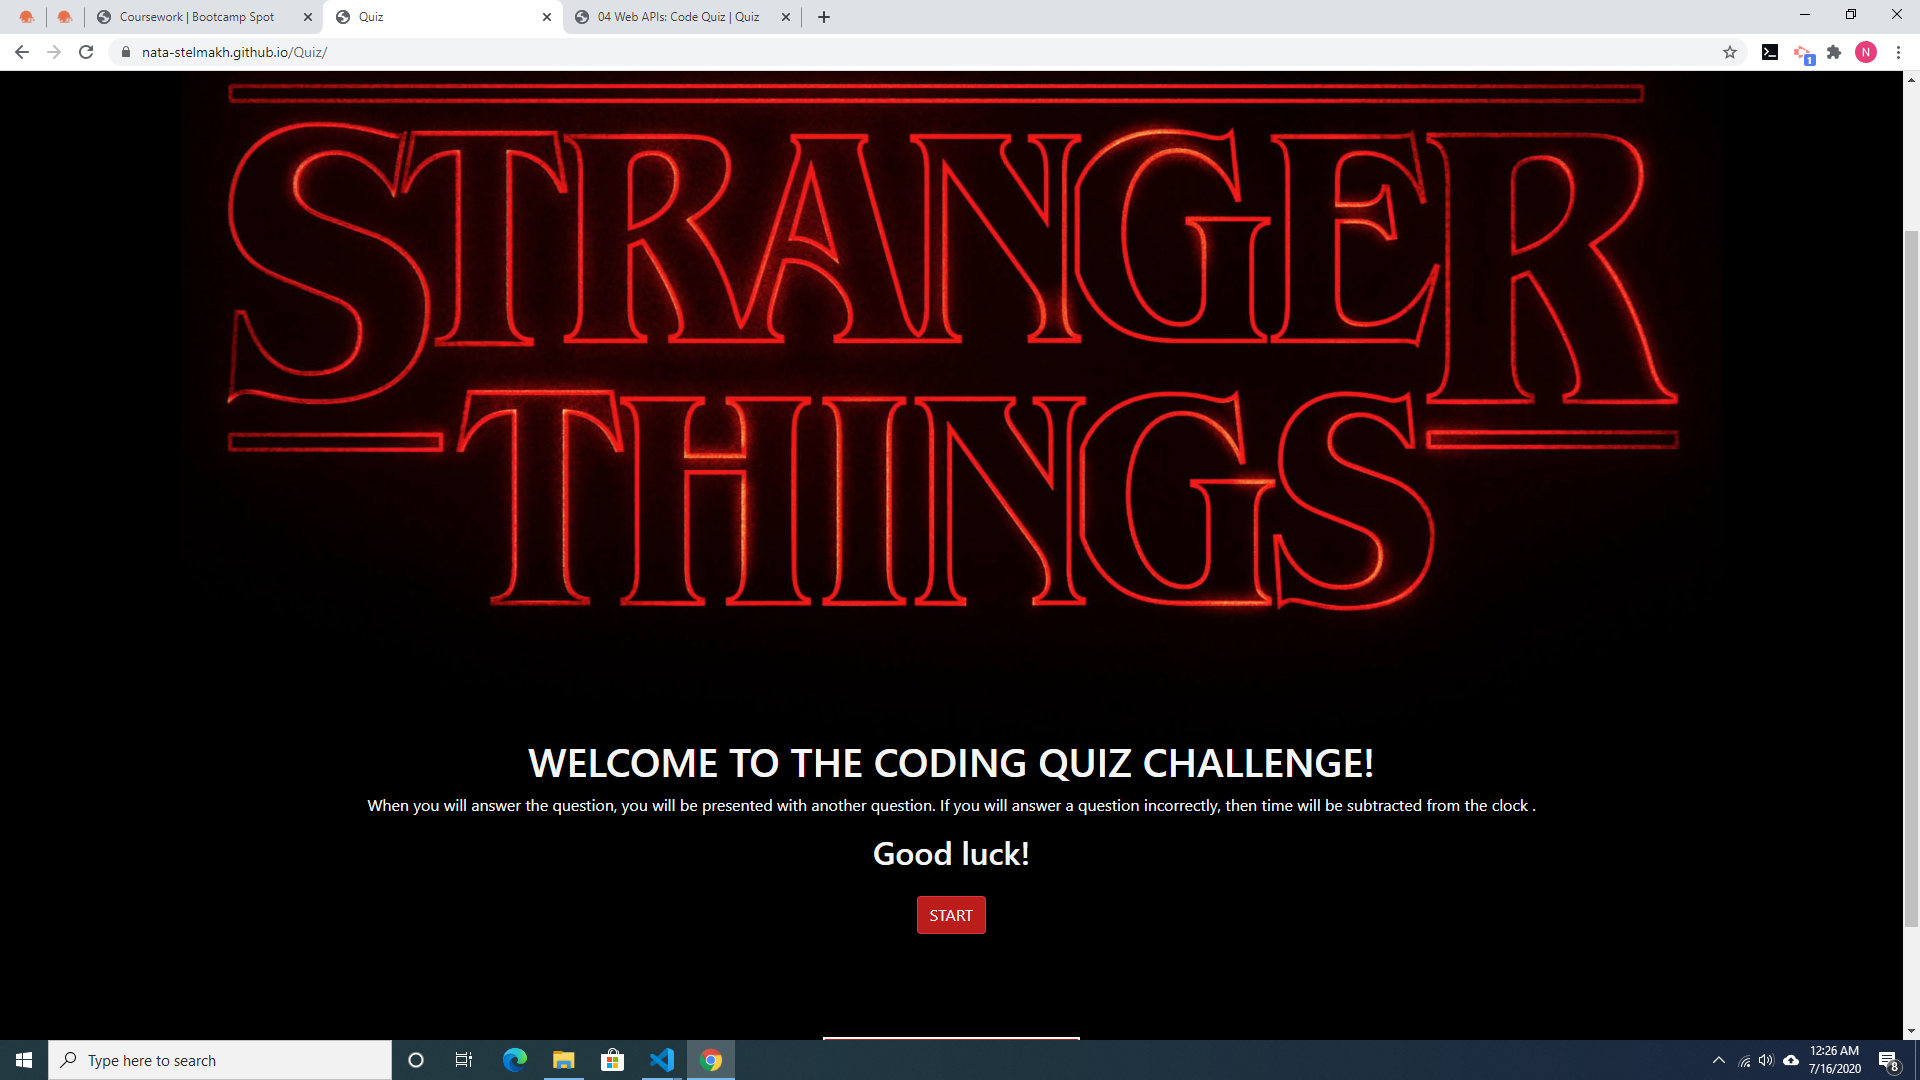 Coursework | Bootcamp Spot
Quiz
04 Web APIs: Code Quiz | Quiz
nata-stelmakh.github.io/Quiz/
1
N
STRANGER
THINGS
WELCOME TO THE CODING QUIZ CHALLENGE!
When you will answer the question, you will be presented with another question. If you will answer a question incorrectly, then time will be subtracted from the clock .
Good luck!
START
Type here to search
12:26 AM
7/16/2020
8